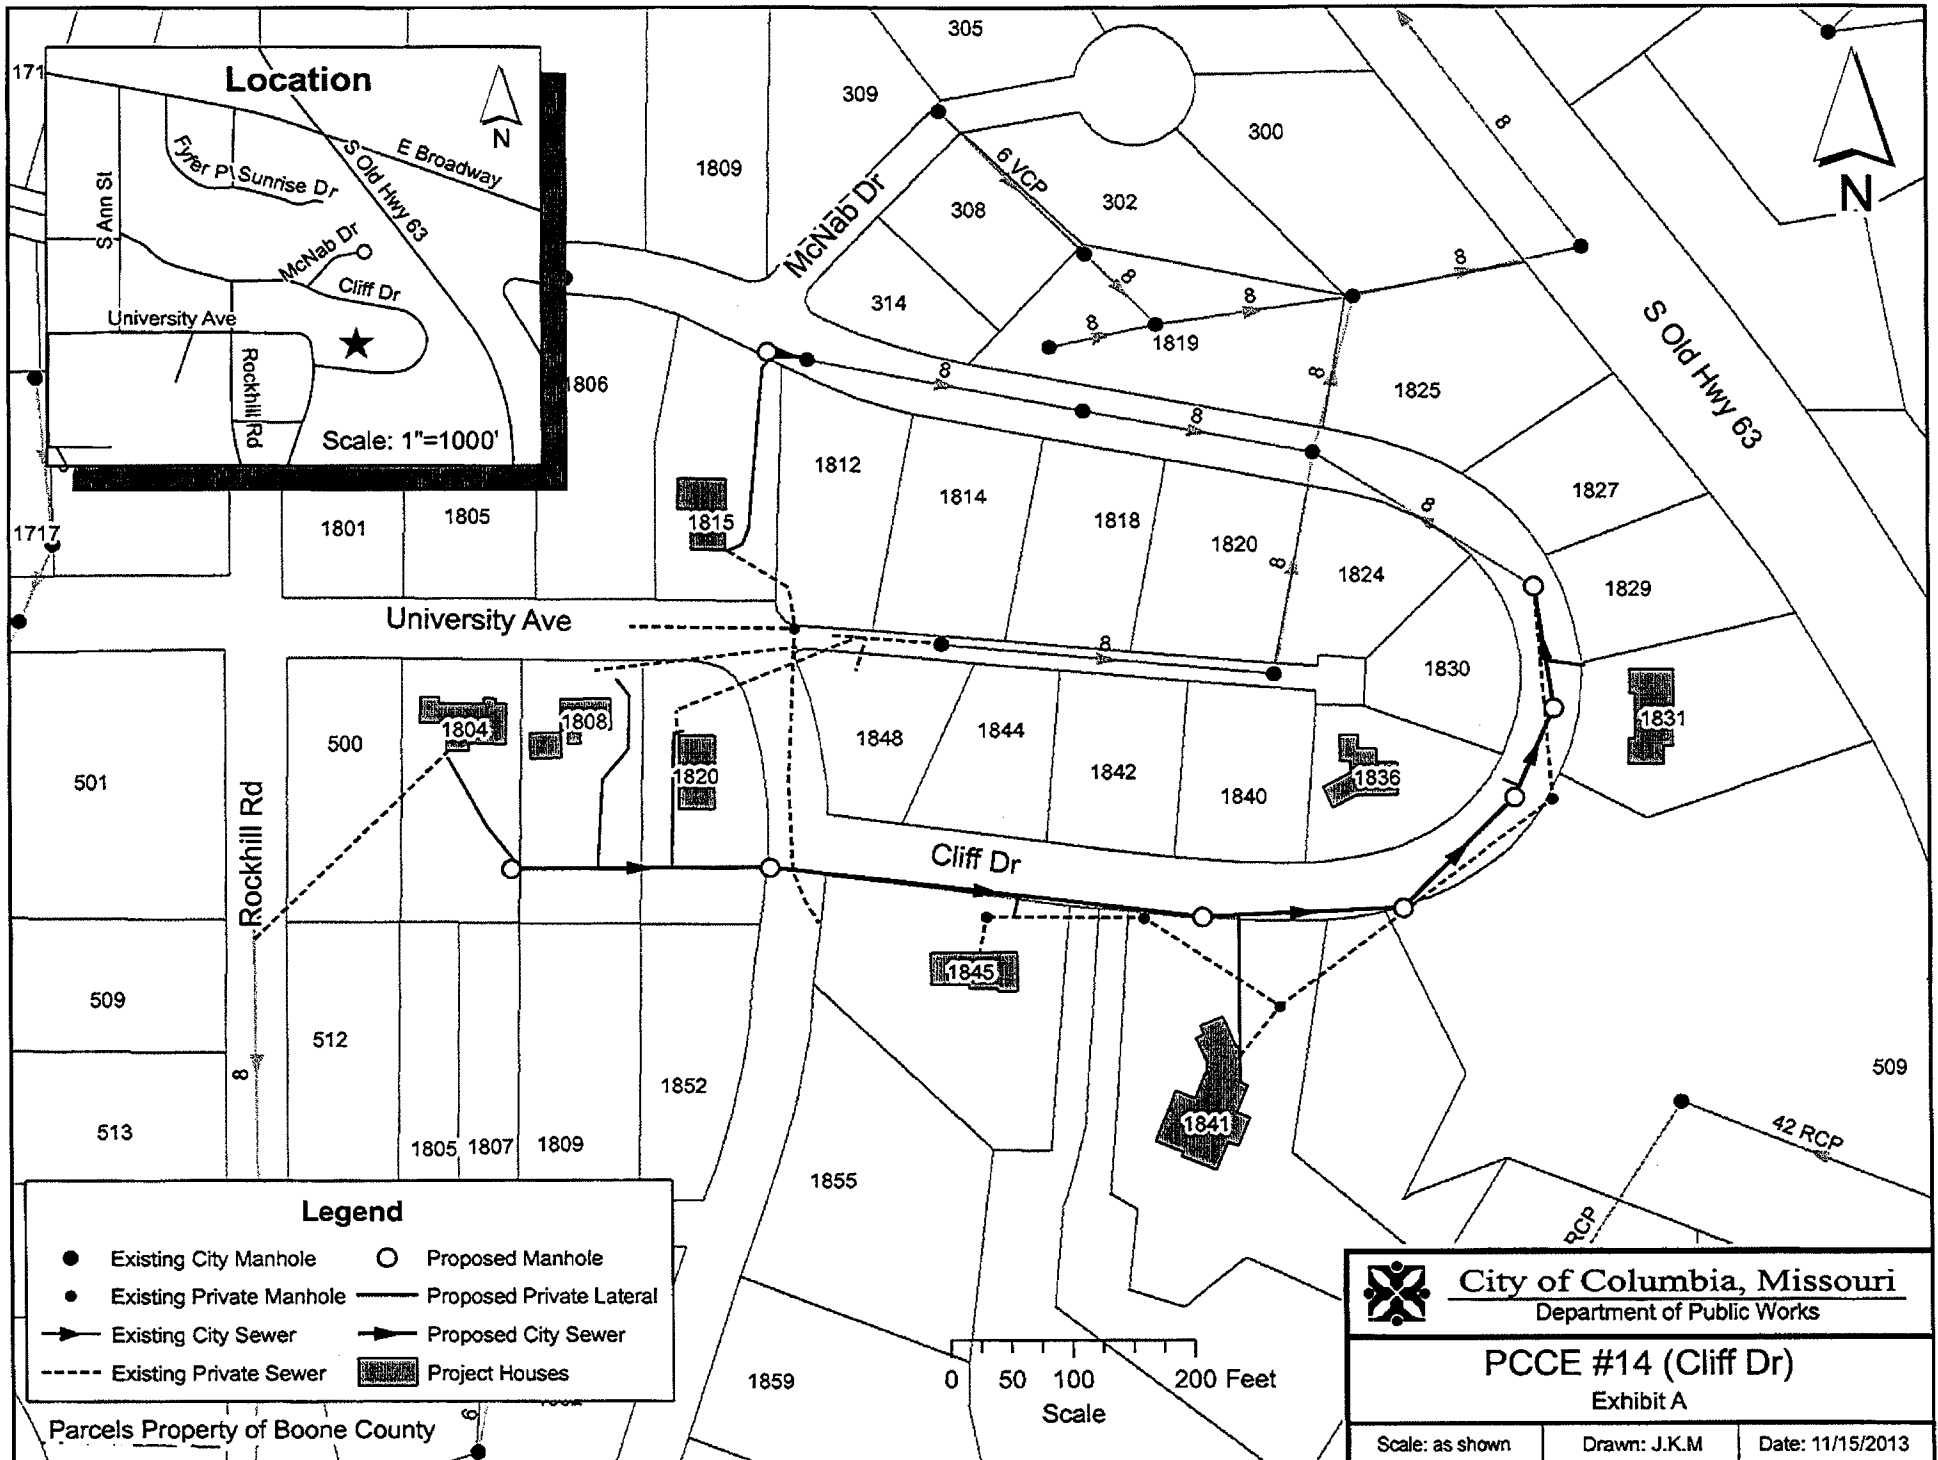 305
171
Location
N
E Broadway
S Old Hwy 63
Fyfer Pl
Sunrise Dr
S Ann St
McNab Dr
Cliff Dr
University Ave
Rockhill Rd
Scale: 1"=1000'
309
300
8
N
1809
6 VCP
308
302
McNab Dr
8
8
8
314
8
1819
S Old Hwy 63
1806
8
8
8
1825
1812
1814
1818
1820
8
1827
1717
1801
1805
1815
8
1824
1829
University Ave
8
1830
500
1804
1808
1820
1848
1844
1842
1840
1836
1831
501
Rockhill Rd
Cliff Dr
1845
509
512
8
1852
1841
509
513
1805
1807
1809
42 RCP
1855
RCP
Legend
Existing City Manhole
Proposed Manhole
Existing Private Manhole
Proposed Private Lateral
Existing City Sewer
Proposed City Sewer
Existing Private Sewer
Project Houses
1859
0 50 100 200 Feet
Scale
6
Parcels Property of Boone County
City of Columbia, Missouri
Department of Public Works
PCCE #14 (Cliff Dr)
Exhibit A
Scale: as shown
Drawn: J.K.M
Date: 11/15/2013